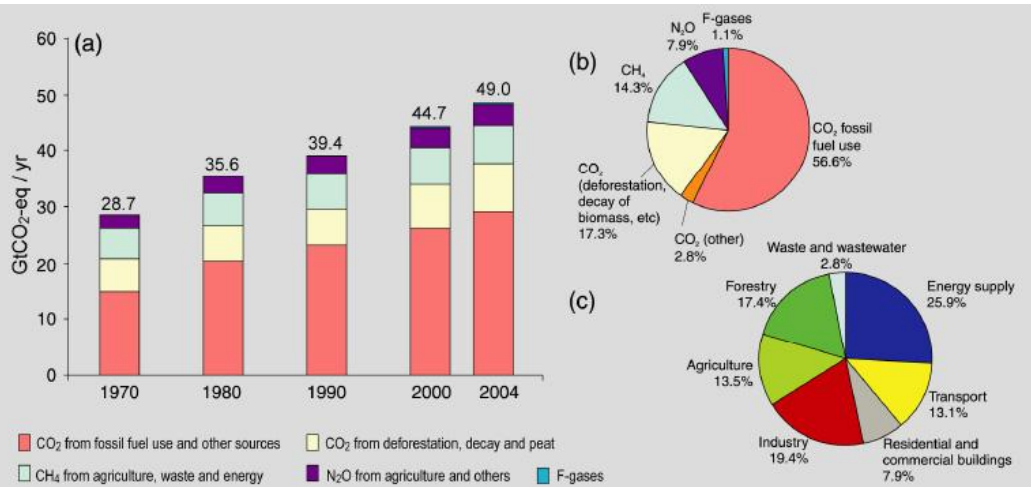 (a)
GtCO₂-eq / yr
60
50
40
30
20
10
0
28.7
35.6
39.4
44.7
49.0
1970
1980
1990
2000
2004
CO₂ from fossil fuel use and other sources
CO₂ from deforestation, decay and peat
CH₄ from agriculture, waste and energy
N₂O from agriculture and others
F-gases
(b)
F-gases
1.1%
N₂O
7.9%
CH₄
14.3%
CO₂ fossil
fuel use
56.6%
CO₂
(deforestation,
decay of
biomass, etc)
17.3%
CO₂ (other)
2.8%
(c)
Waste and wastewater
2.8%
Forestry
17.4%
Energy supply
25.9%
Agriculture
13.5%
Transport
13.1%
Industry
19.4%
Residential and
commercial buildings
7.9%